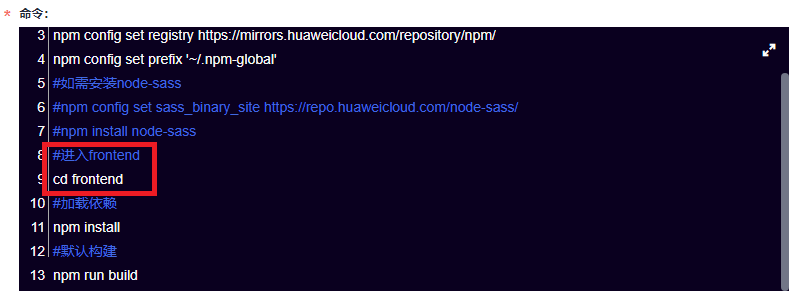 * 命令:
3 npm config set registry https://mirrors.huaweicloud.com/repository/npm/
4 npm config set prefix '~/.npm-global'
5 #如需安装node-sass
6 #npm config set sass_binary_site https://repo.huaweicloud.com/node-sass/
7 #npm install node-sass
8 #进入frontend
9 cd frontend
10 #加载依赖
11 npm install
12 #默认构建
13 npm run build